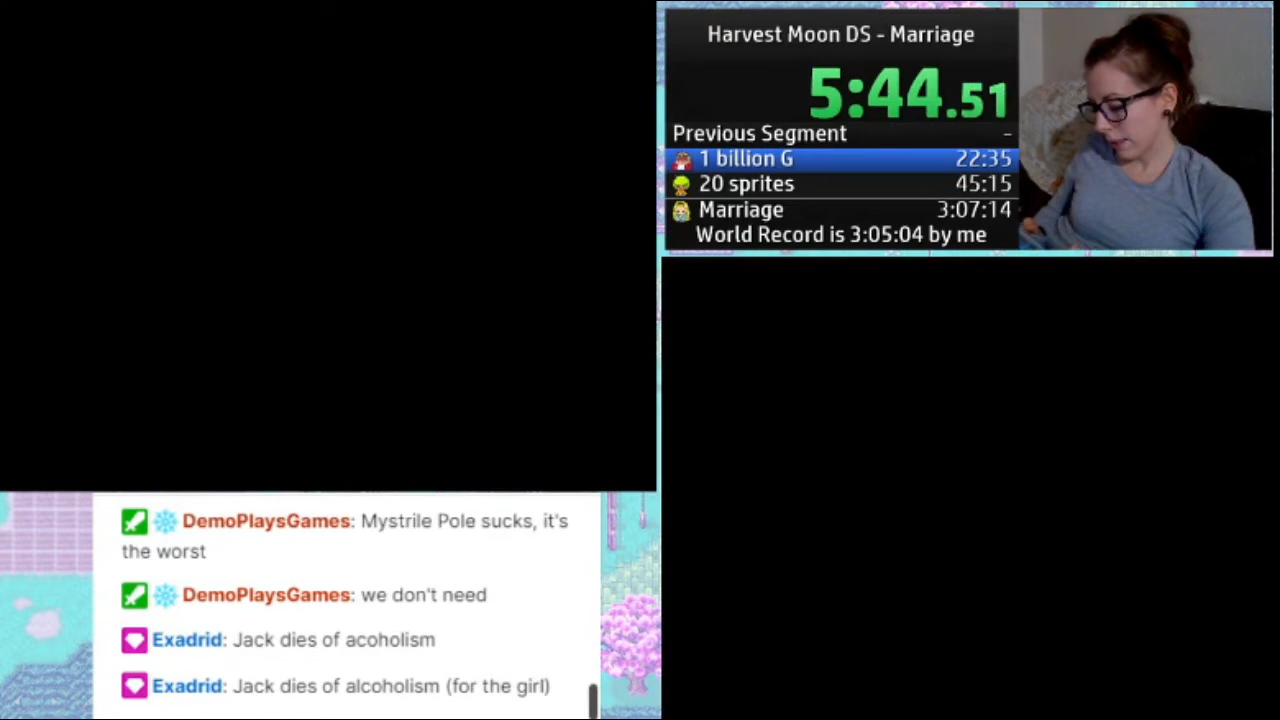 Harvest Moon DS - Marriage
5:44.51
Previous Segment -
1 billion G 22:35
20 sprites 45:15
Marriage 3:07:14
World Record is 3:05:04 by me
DemoPlaysGames: Mystrile Pole sucks, it's
the worst
DemoPlaysGames: we don't need
Exadrid: Jack dies of acoholism
Exadrid: Jack dies of alcoholism (for the girl)